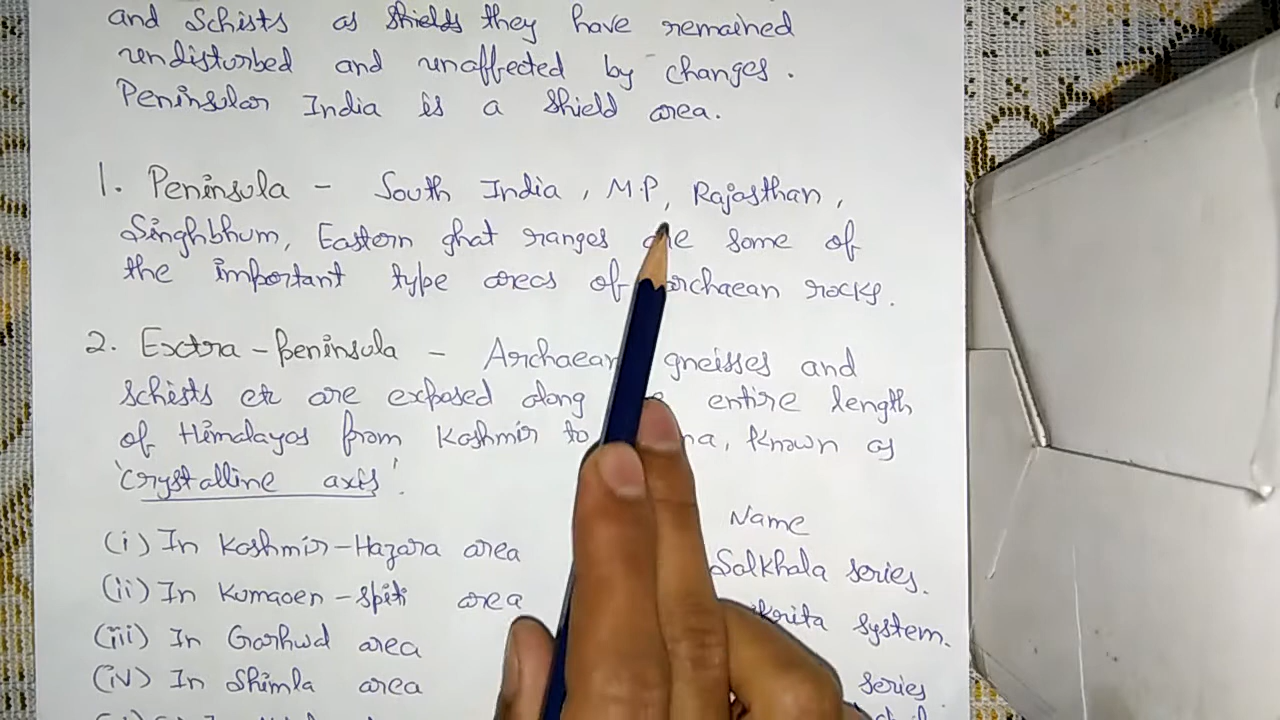 and Schists as Shields they have remained
undisturbed and unaffected by changes.
Peninsular India is a Shield area.
1. Peninsula - South India, M.P, Rajasthan,
Singhbhum, Eastern ghat ranges are some of
the important type areas of Archaean rocks.
2. Exctra-peninsula - Archaean gneisses and
Schists etc are exposed along entire length
of Himalayas from Kashmir to , Known as
'Crystalline axis'.
Name
(i) In Kashmir-Hazara area Salkhala series.
(ii) In Kumaoen-spiti area system.
(iii) In Garhwal area
(iv) In Shimla area series